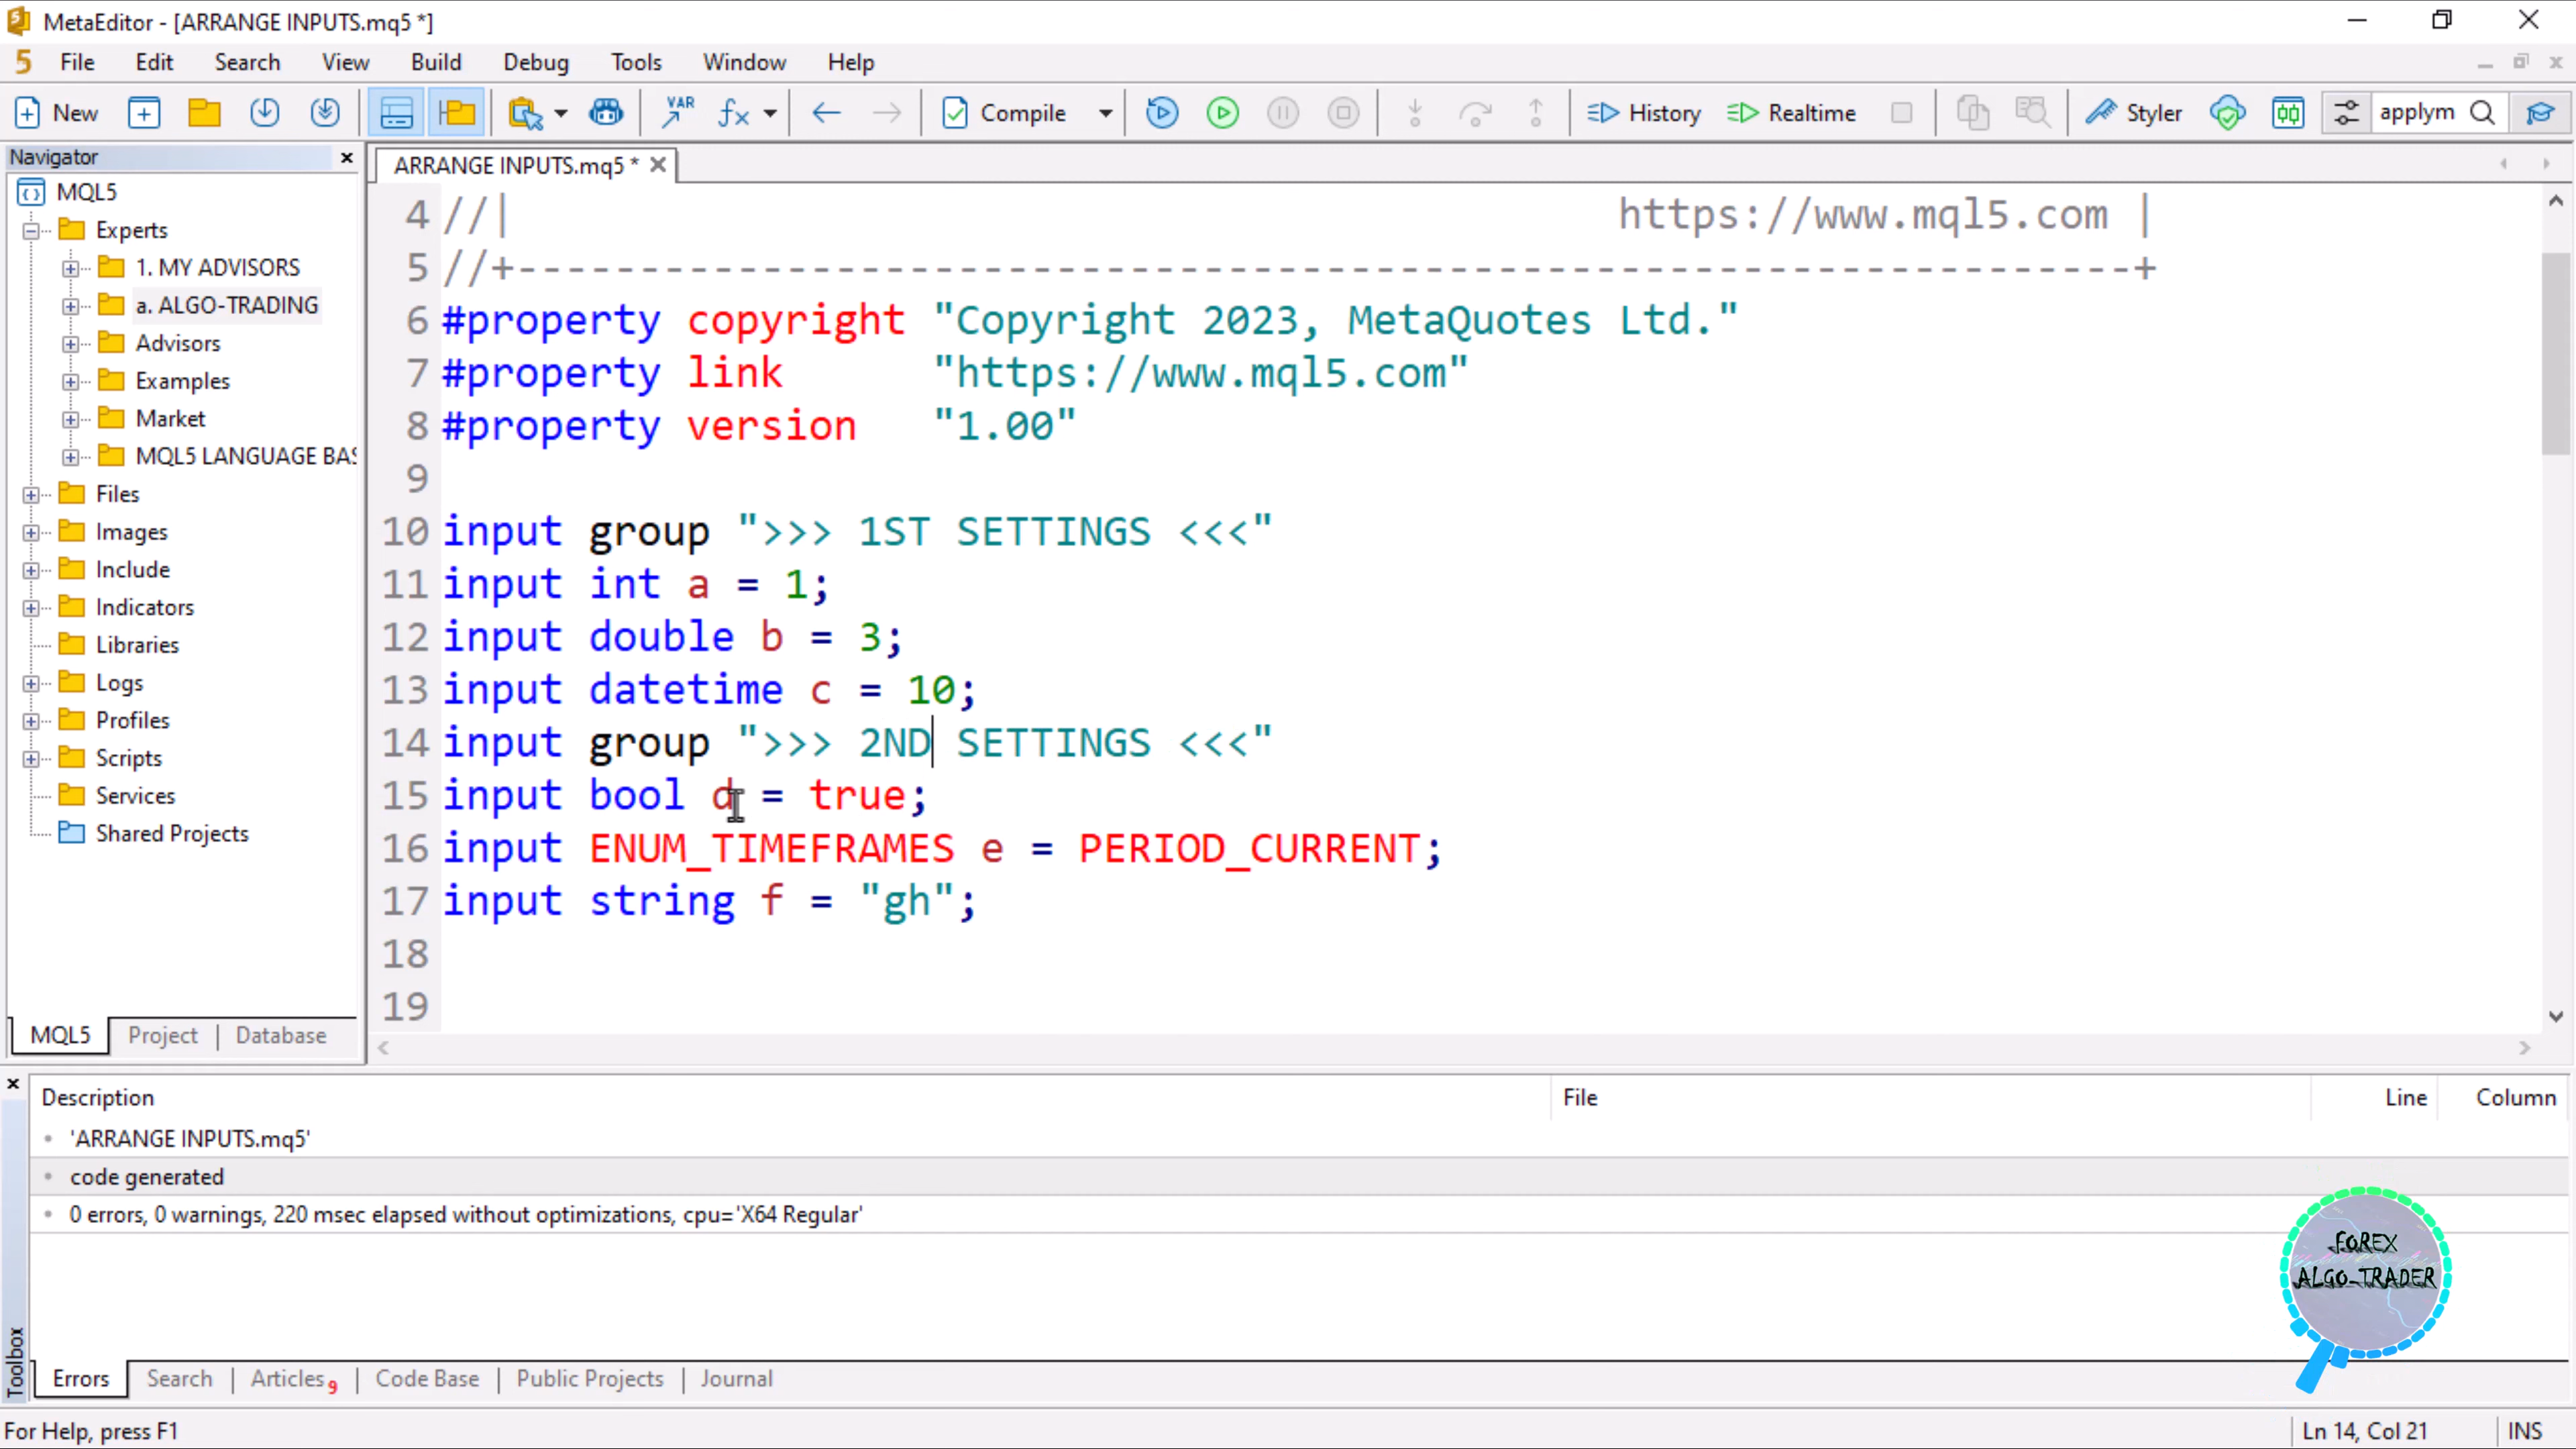 MetaEditor - [ARRANGE INPUTS.mq5 *]
5 File Edit Search View Build Debug Tools Window Help
New VAR fx Compile History Realtime Styler applym
Navigator
ARRANGE INPUTS.mq5 *
MQL5
Experts
1. MY ADVISORS
a. ALGO-TRADING
Advisors
Examples
Market
MQL5 LANGUAGE BAS
Files
Images
Include
Indicators
Libraries
Logs
Profiles
Scripts
Services
Shared Projects
MQL5 | Project | Database
4 //| https://www.mql5.com |
5 //+------------------------------------------------------------------+
6 #property copyright "Copyright 2023, MetaQuotes Ltd."
7 #property link "https://www.mql5.com"
8 #property version "1.00"
9
10 input group ">>> 1ST SETTINGS <<<"
11 input int a = 1;
12 input double b = 3;
13 input datetime c = 10;
14 input group ">>> 2ND SETTINGS <<<"
15 input bool d = true;
16 input ENUM_TIMEFRAMES e = PERIOD_CURRENT;
17 input string f = "gh";
18
19
Description File Line Column
'ARRANGE INPUTS.mq5'
code generated
0 errors, 0 warnings, 220 msec elapsed without optimizations, cpu='X64 Regular'
FOREX
ALGO-TRADER
Toolbox
Errors | Search | Articles 9 | Code Base | Public Projects | Journal
For Help, press F1 Ln 14, Col 21 INS